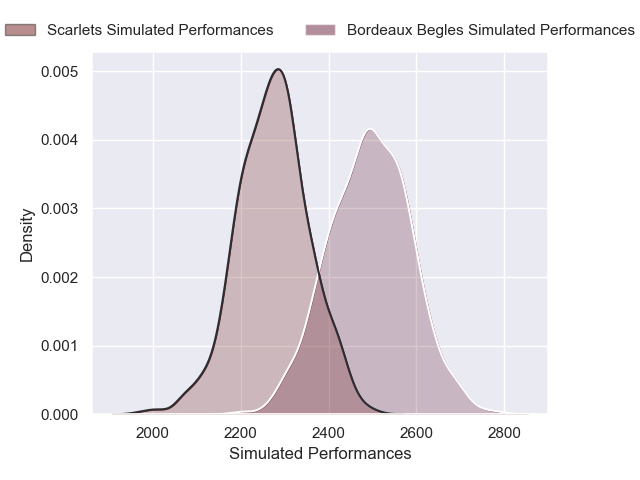 Scarlets Simulated Performances Bordeaux Begles Simulated Performances
0.005
0.004
0.003
0.002
0.001
0.000
Density
2000 2200 2400 2600 2800
Simulated Performances